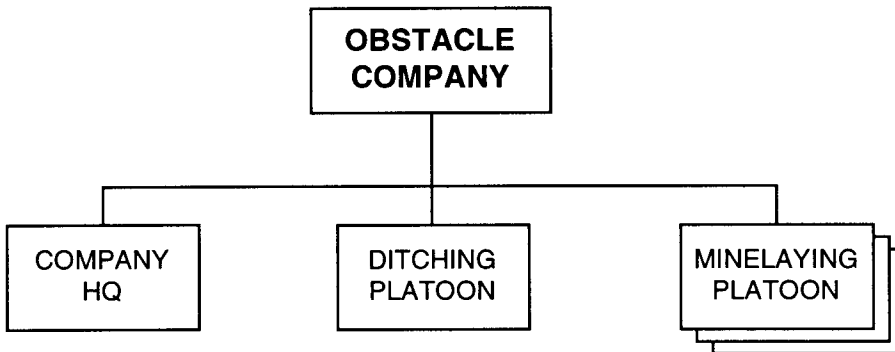 OBSTACLE
COMPANY
COMPANY
HQ
DITCHING
PLATOON
MINELAYING
PLATOON